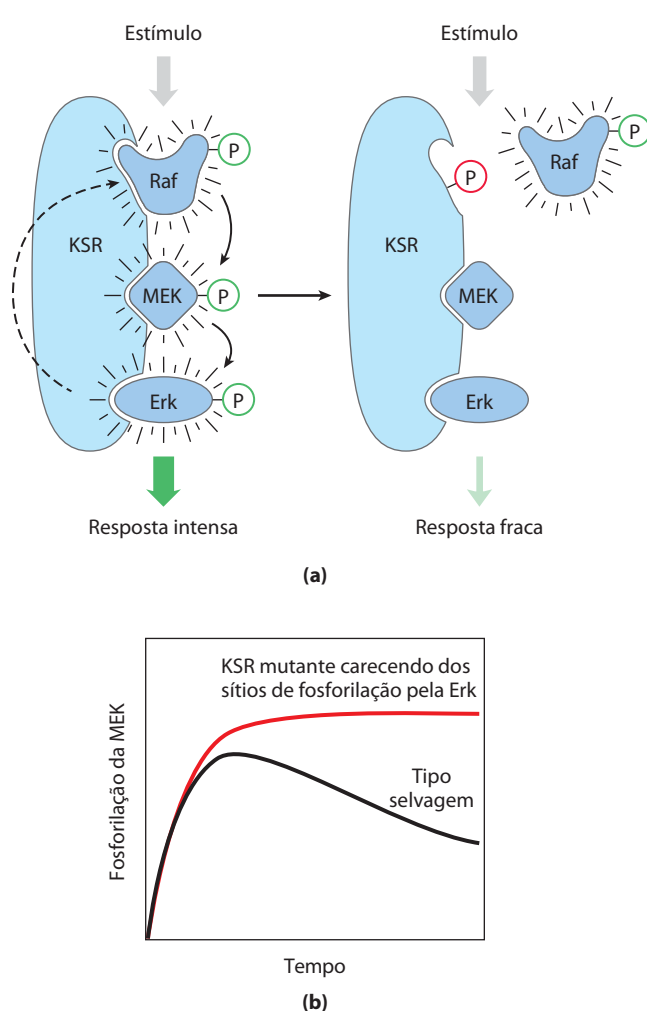 Estímulo
Estímulo
P
Raf
P
Raf
P
KSR
KSR
MEK
P
MEK
Erk
P
Erk
Resposta intensa
Resposta fraca
(a)
KSR mutante carecendo dos
sítios de fosforilação pela Erk
Tipo
selvagem
Fosforilação da MEK
Tempo
(b)